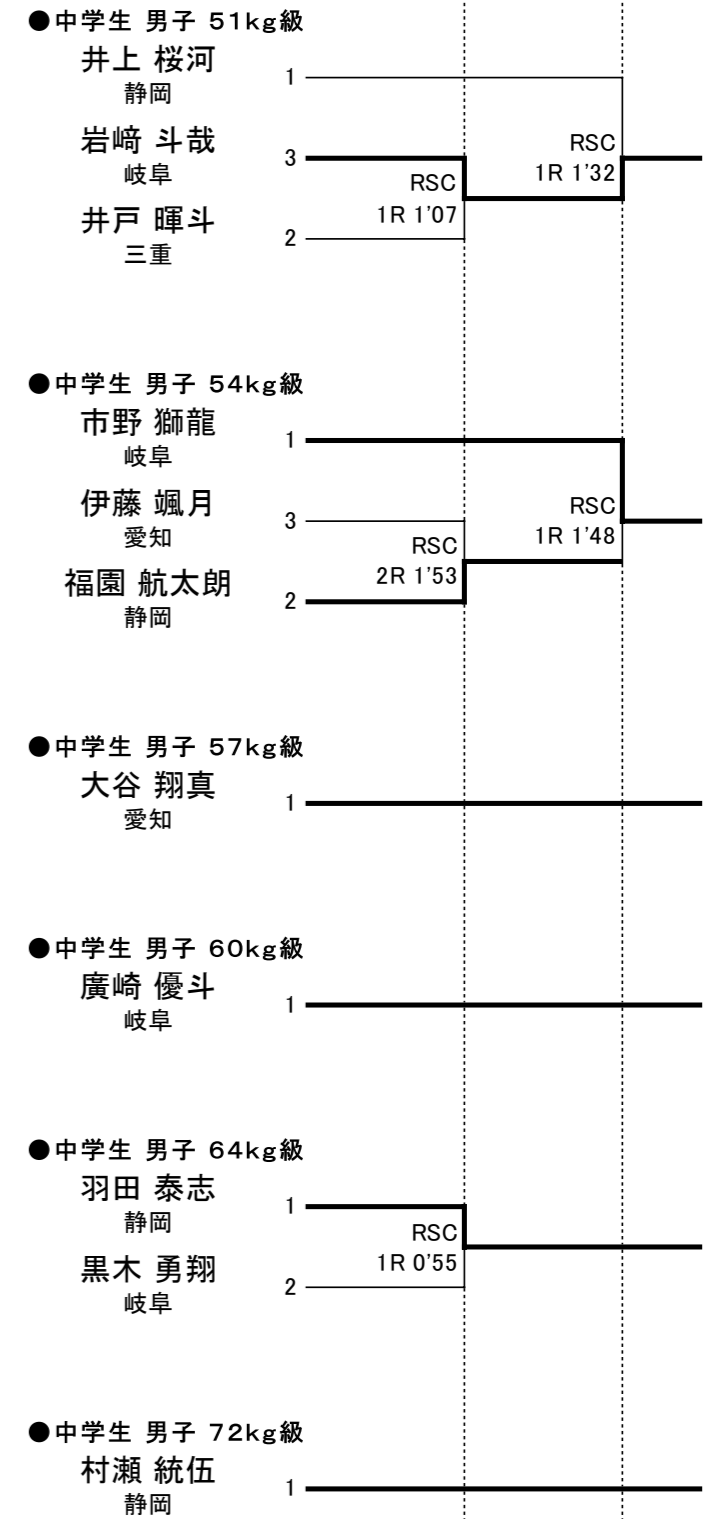 ●中学生 男子 51kg級
井上 桜河
静岡
1
岩﨑 斗哉
岐阜
3
井戸 暉斗
三重
2
RSC
1R 1'07
RSC
1R 1'32
●中学生 男子 54kg級
市野 獅龍
岐阜
1
伊藤 颯月
愛知
3
福園 航太朗
静岡
2
RSC
2R 1'53
RSC
1R 1'48
●中学生 男子 57kg級
大谷 翔真
愛知
1
●中学生 男子 60kg級
廣崎 優斗
岐阜
1
●中学生 男子 64kg級
羽田 泰志
静岡
1
黒木 勇翔
岐阜
2
RSC
1R 0'55
●中学生 男子 72kg級
村瀬 統伍
静岡
1